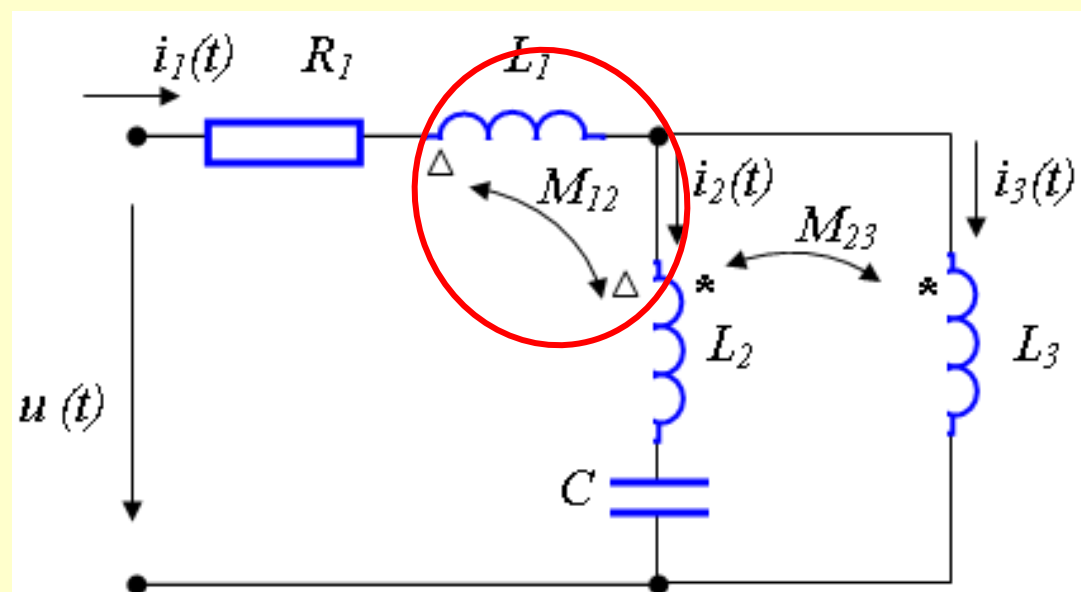 i₁(t) R₁ L₁
M₁₂ i₂(t) M₂₃ i₃(t)
* *
L₂ L₃
u (t)
C